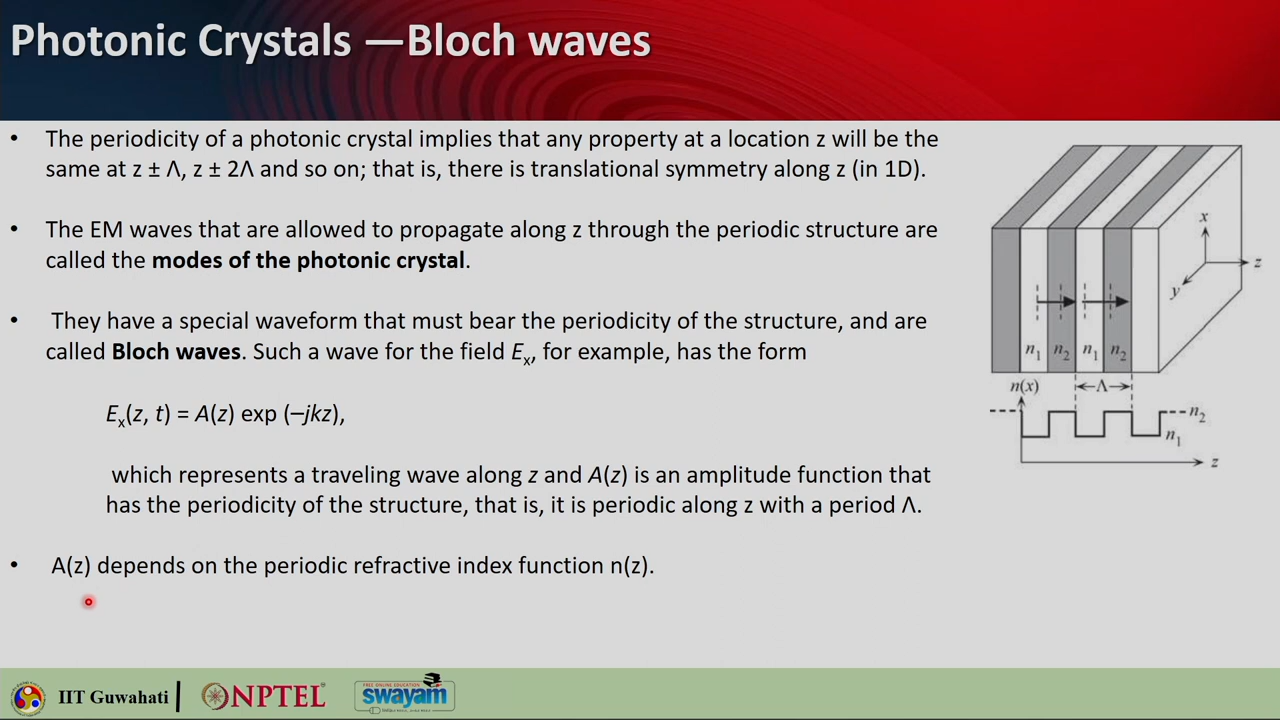 Photonic Crystals —Bloch waves
• The periodicity of a photonic crystal implies that any property at a location z will be the
same at z ± Λ, z ± 2Λ and so on; that is, there is translational symmetry along z (in 1D).
• The EM waves that are allowed to propagate along z through the periodic structure are
called the modes of the photonic crystal.
• They have a special waveform that must bear the periodicity of the structure, and are
called Bloch waves. Such a wave for the field Eₓ, for example, has the form
Eₓ(z, t) = A(z) exp (–jkz),
which represents a traveling wave along z and A(z) is an amplitude function that
has the periodicity of the structure, that is, it is periodic along z with a period Λ.
• A(z) depends on the periodic refractive index function n(z).
x
z
y
n₁ n₂ n₁ n₂
n(x)
Λ
n₂
n₁
z
IIT Guwahati
NPTEL
FREE ONLINE EDUCATION
swayam